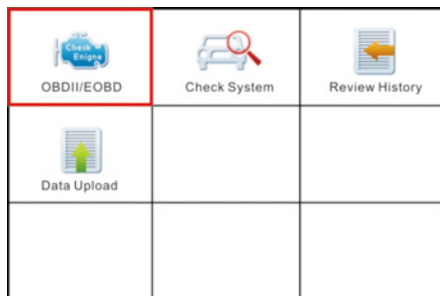 Check
Enigne
OBDII/EOBD
Check System
Review History
Data Upload